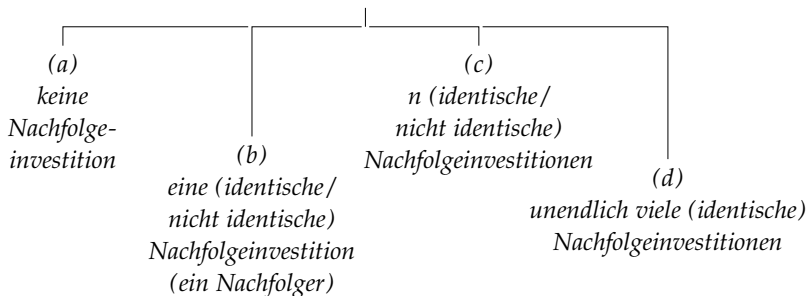 (a)
keine
Nachfolge-
investition
(b)
eine (identische/
nicht identische)
Nachfolgeinvestition
(ein Nachfolger)
(c)
n (identische/
nicht identische)
Nachfolgeinvestitionen
(d)
unendlich viele (identische)
Nachfolgeinvestitionen